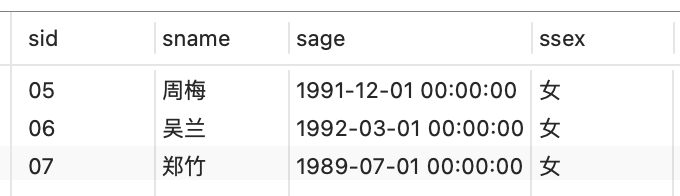 sid sname sage ssex
05 周梅 1991-12-01 00:00:00 女
06 吴兰 1992-03-01 00:00:00 女
07 郑竹 1989-07-01 00:00:00 女